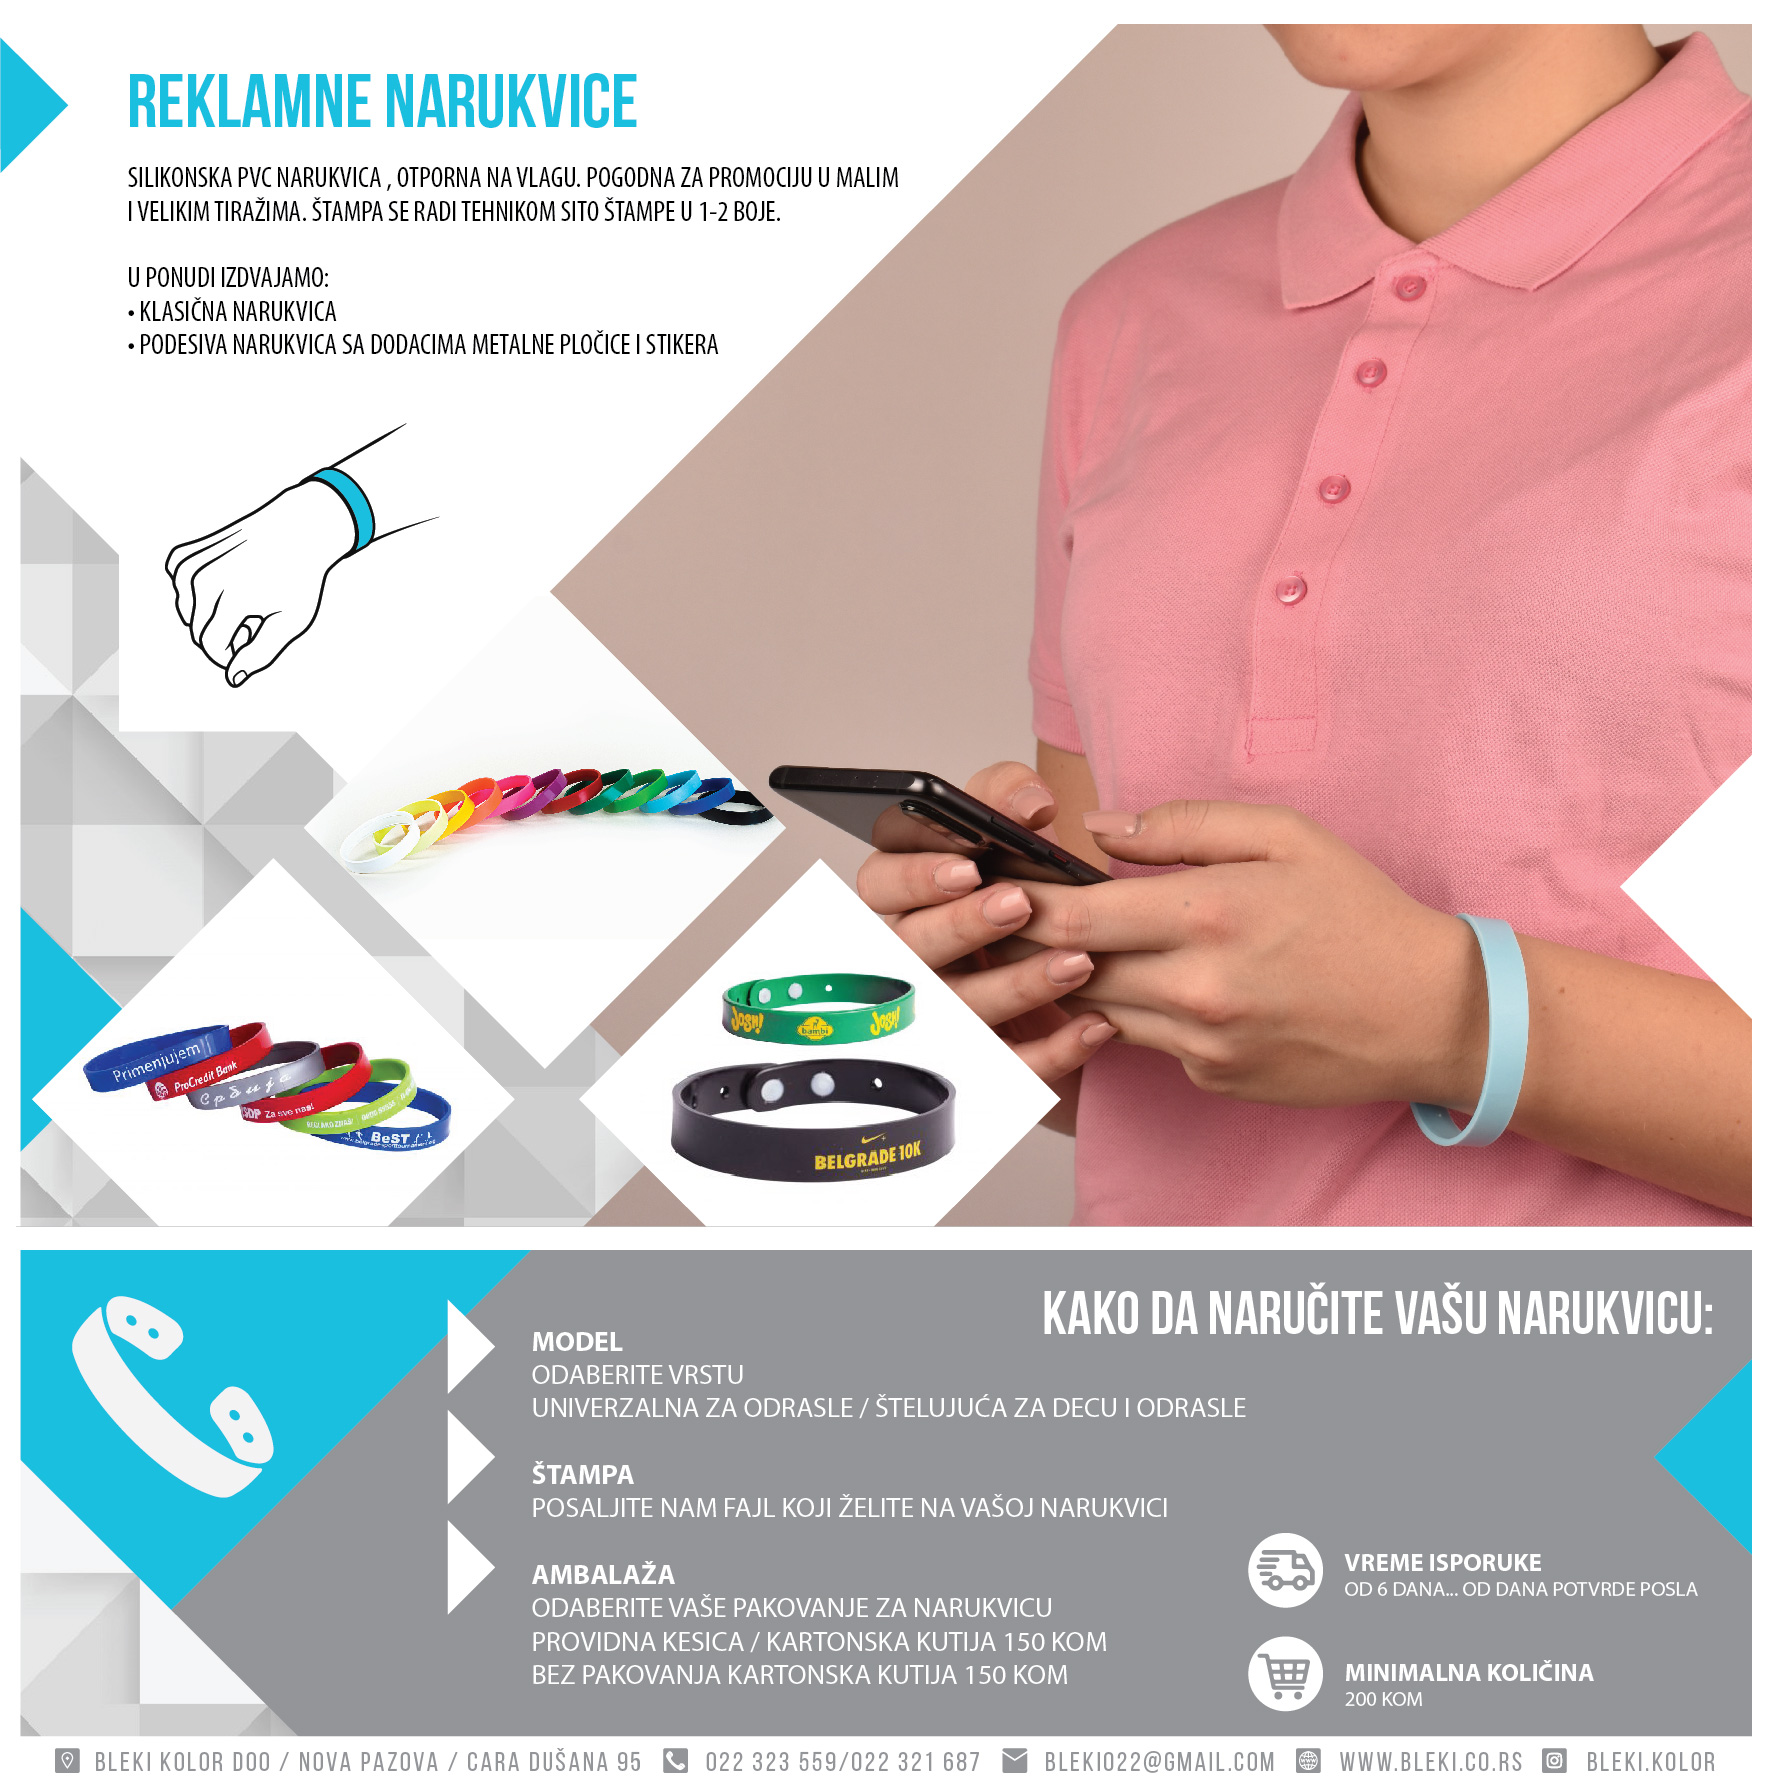 REKLAMNE NARUKVICE
SILIKONSKA PVC NARUKVICA , OTPORNA NA VLAGU. POGODNA ZA PROMOCIJU U MALIM
I VELIKIM TIRAŽIMA. ŠTAMPA SE RADI TEHNIKOM SITO ŠTAMPE U 1-2 BOJE.
U PONUDI IZDVAJAMO:
• KLASIČNA NARUKVICA
• PODESIVA NARUKVICA SA DODACIMA METALNE PLOČICE I STIKERA
Primenjujem
ProCredit Bank
Србија
SDP Za sve nas!
BeST
Josh!
bambi
Josh!
BELGRADE 10K
KAKO DA NARUČITE VAŠU NARUKVICU:
MODEL
ODABERITE VRSTU
UNIVERZALNA ZA ODRASLE / ŠTELUJUĆA ZA DECU I ODRASLE
ŠTAMPA
POSALJITE NAM FAJL KOJI ŽELITE NA VAŠOJ NARUKVICI
AMBALAŽA
ODABERITE VAŠE PAKOVANJE ZA NARUKVICU
PROVIDNA KESICA / KARTONSKA KUTIJA 150 KOM
BEZ PAKOVANJA KARTONSKA KUTIJA 150 KOM
VREME ISPORUKE
OD 6 DANA... OD DANA POTVRDE POSLA
MINIMALNA KOLIČINA
200 KOM
BLEKI KOLOR DOO / NOVA PAZOVA / CARA DUŠANA 95 022 323 559/022 321 687 BLEKI022@GMAIL.COM WWW.BLEKI.CO.RS BLEKI.KOLOR